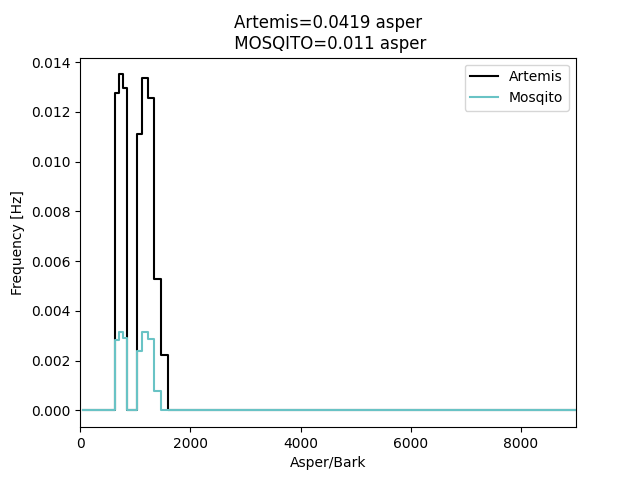 Artemis=0.0419 asper
MOSQITO=0.011 asper
Artemis
Mosqito
0.014
0.012
0.010
0.008
0.006
0.004
0.002
0.000
Frequency [Hz]
0 2000 4000 6000 8000
Asper/Bark